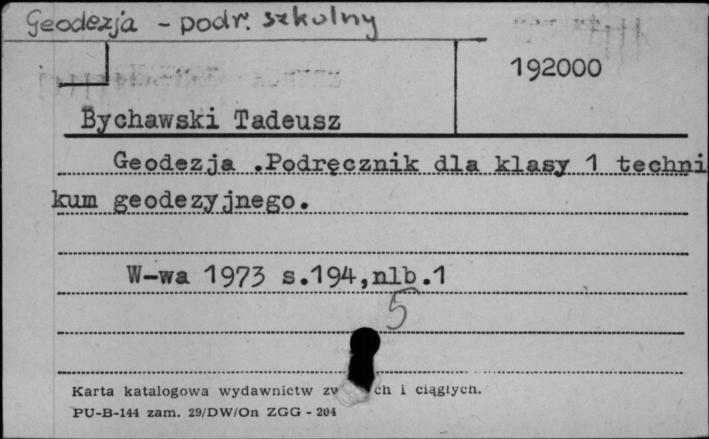 Geodezja - podr. szkolny
192000
Bychawski Tadeusz
Geodezja .Podręcznik dla klasy 1 techni
kum geodezyjnego.
W-wa 1973 s.194,nlb.1
5
Karta katalogowa wydawnictw i ciągłych.
PU-B-144 zam. 29/DW/On ZGG - 204